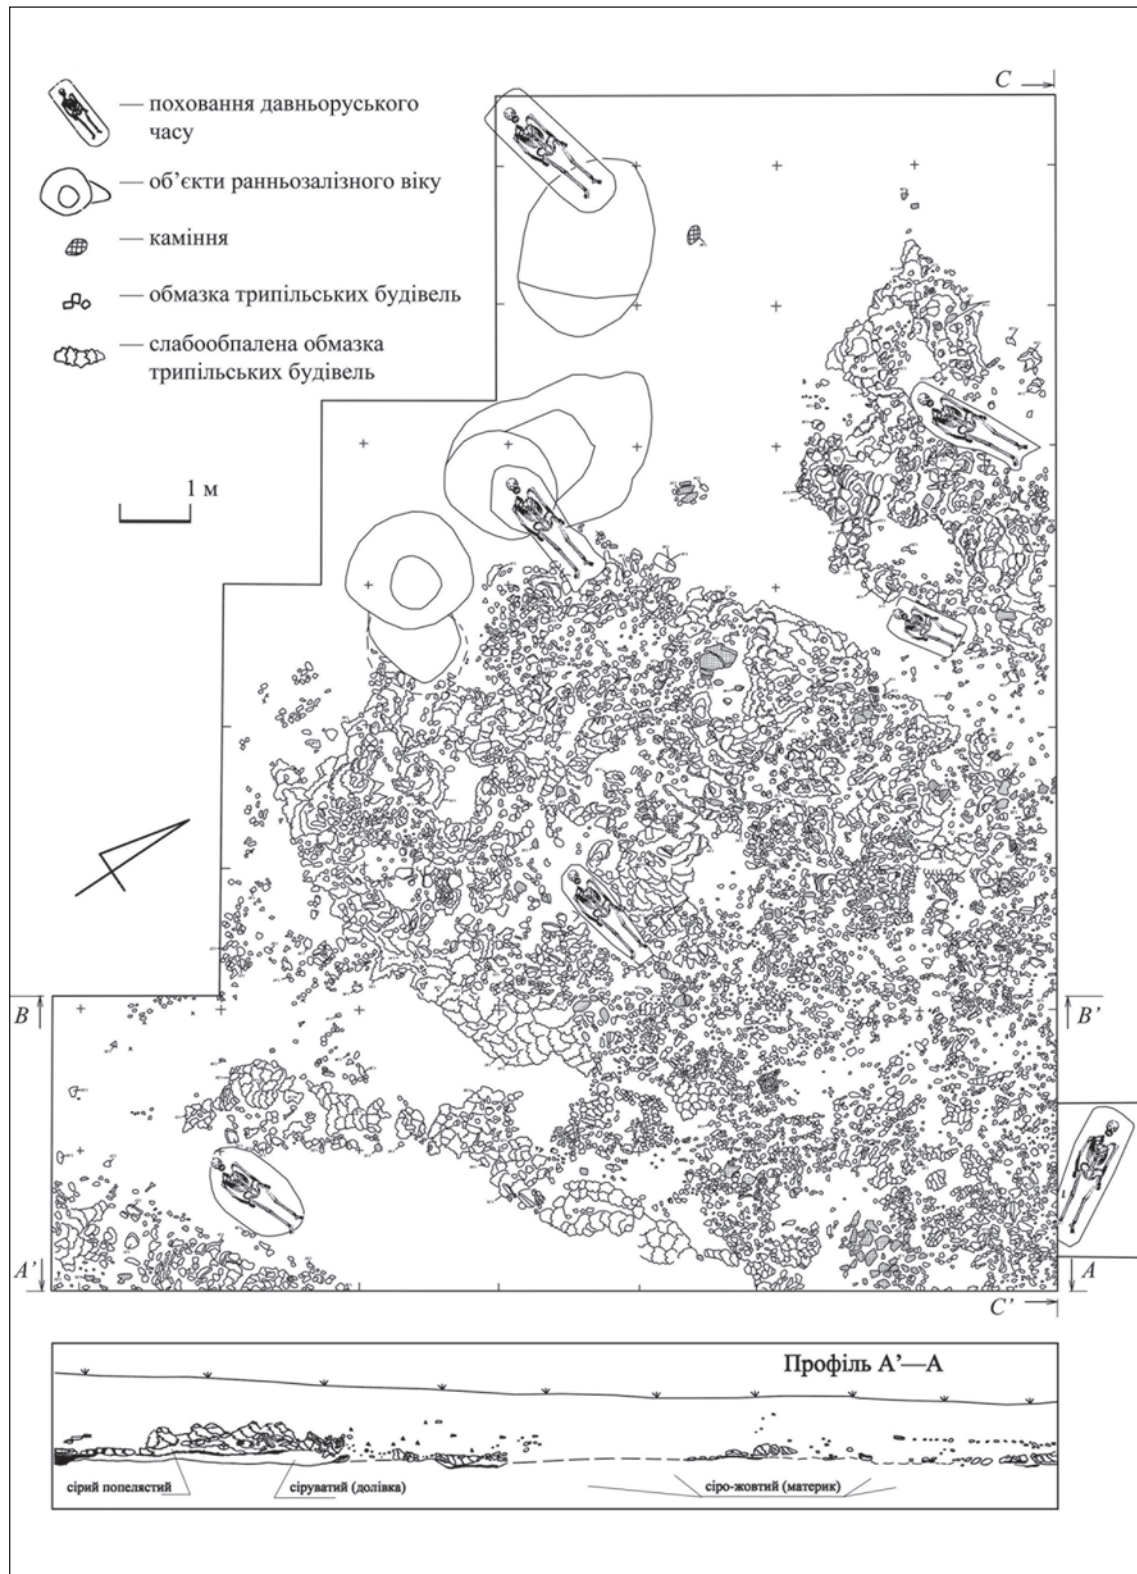 C
— поховання давньоруського
часу
— об’єкти ранньозалізного віку
— каміння
— обмазка трипільських будівель
— слабообпалена обмазка
трипільських будівель
1 м
B
B'
A'
A
C'
Профіль А’—А
сірий попелястий
сіруватий (долівка)
сіро-жовтий (материк)